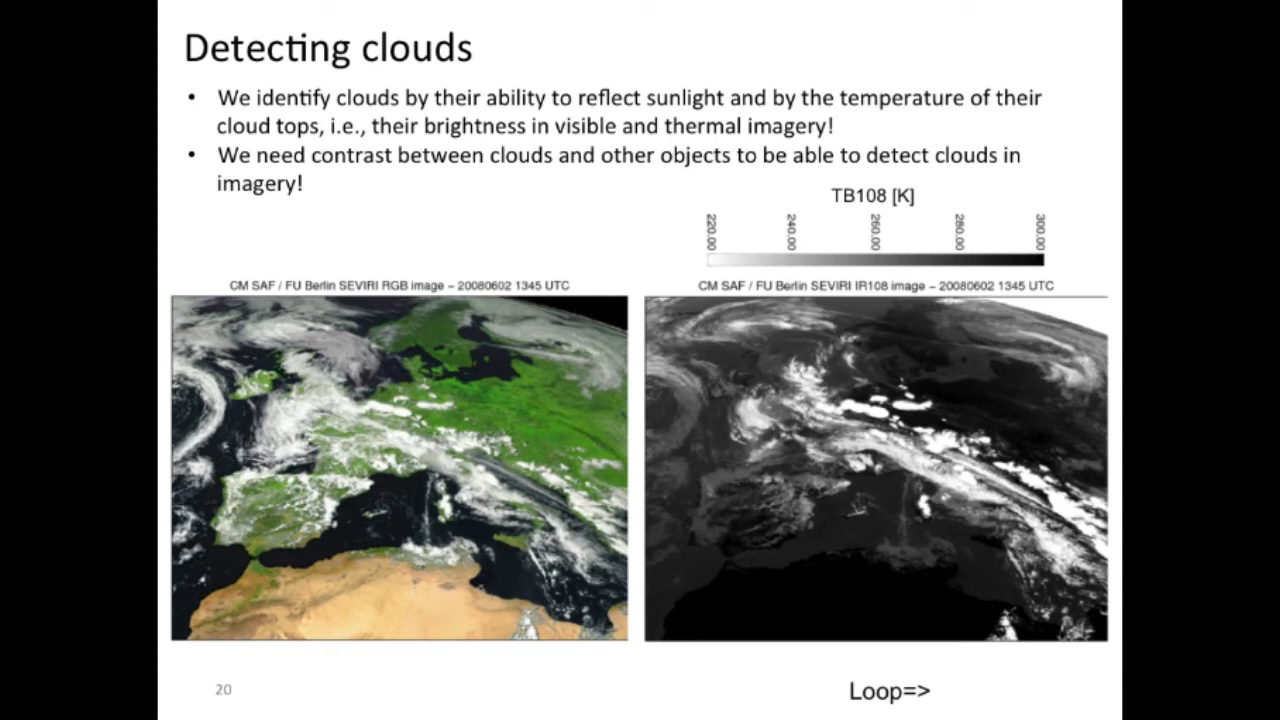 Detecting clouds
• We identify clouds by their ability to reflect sunlight and by the temperature of their
cloud tops, i.e., their brightness in visible and thermal imagery!
• We need contrast between clouds and other objects to be able to detect clouds in
imagery!
TB108 [K]
220.00 240.00 260.00 280.00 300.00
CM SAF / FU Berlin SEVIRI RGB image – 20080602 1345 UTC
CM SAF / FU Berlin SEVIRI IR108 image – 20080602 1345 UTC
20
Loop=>